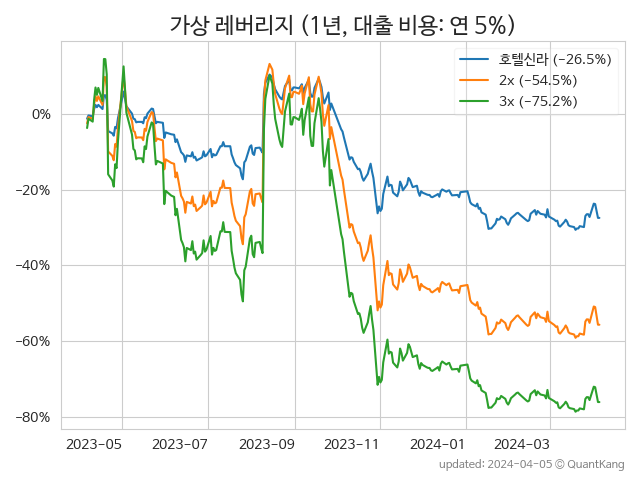 가상 레버리지 (1년, 대출 비용: 연 5%)
호텔신라 (−26.5%)
2x (−54.5%)
3x (−75.2%)
0%
−20%
−40%
−60%
−80%
2023-05
2023-07
2023-09
2023-11
2024-01
2024-03
updated: 2024-04-05 © QuantKang